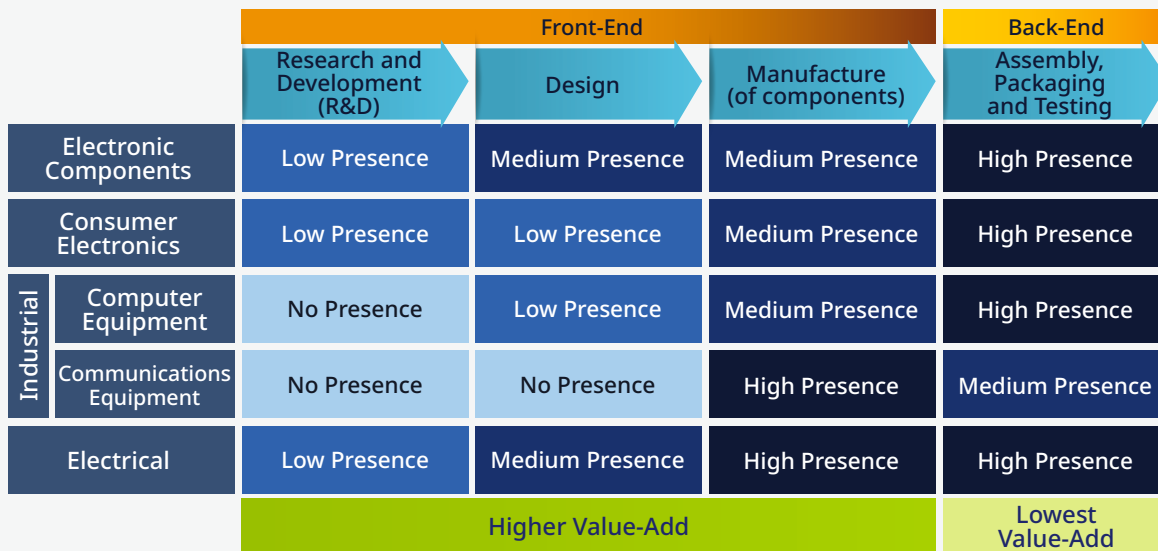 Front-End
Back-End
Research and
Development
(R&D)
Design
Manufacture
(of components)
Assembly,
Packaging
and Testing
Electronic
Components
Low Presence
Medium Presence
Medium Presence
High Presence
Consumer
Electronics
Low Presence
Low Presence
Medium Presence
High Presence
Industrial
Computer
Equipment
No Presence
Low Presence
Medium Presence
High Presence
Communications
Equipment
No Presence
No Presence
High Presence
Medium Presence
Electrical
Low Presence
Medium Presence
High Presence
High Presence
Higher Value-Add
Lowest
Value-Add